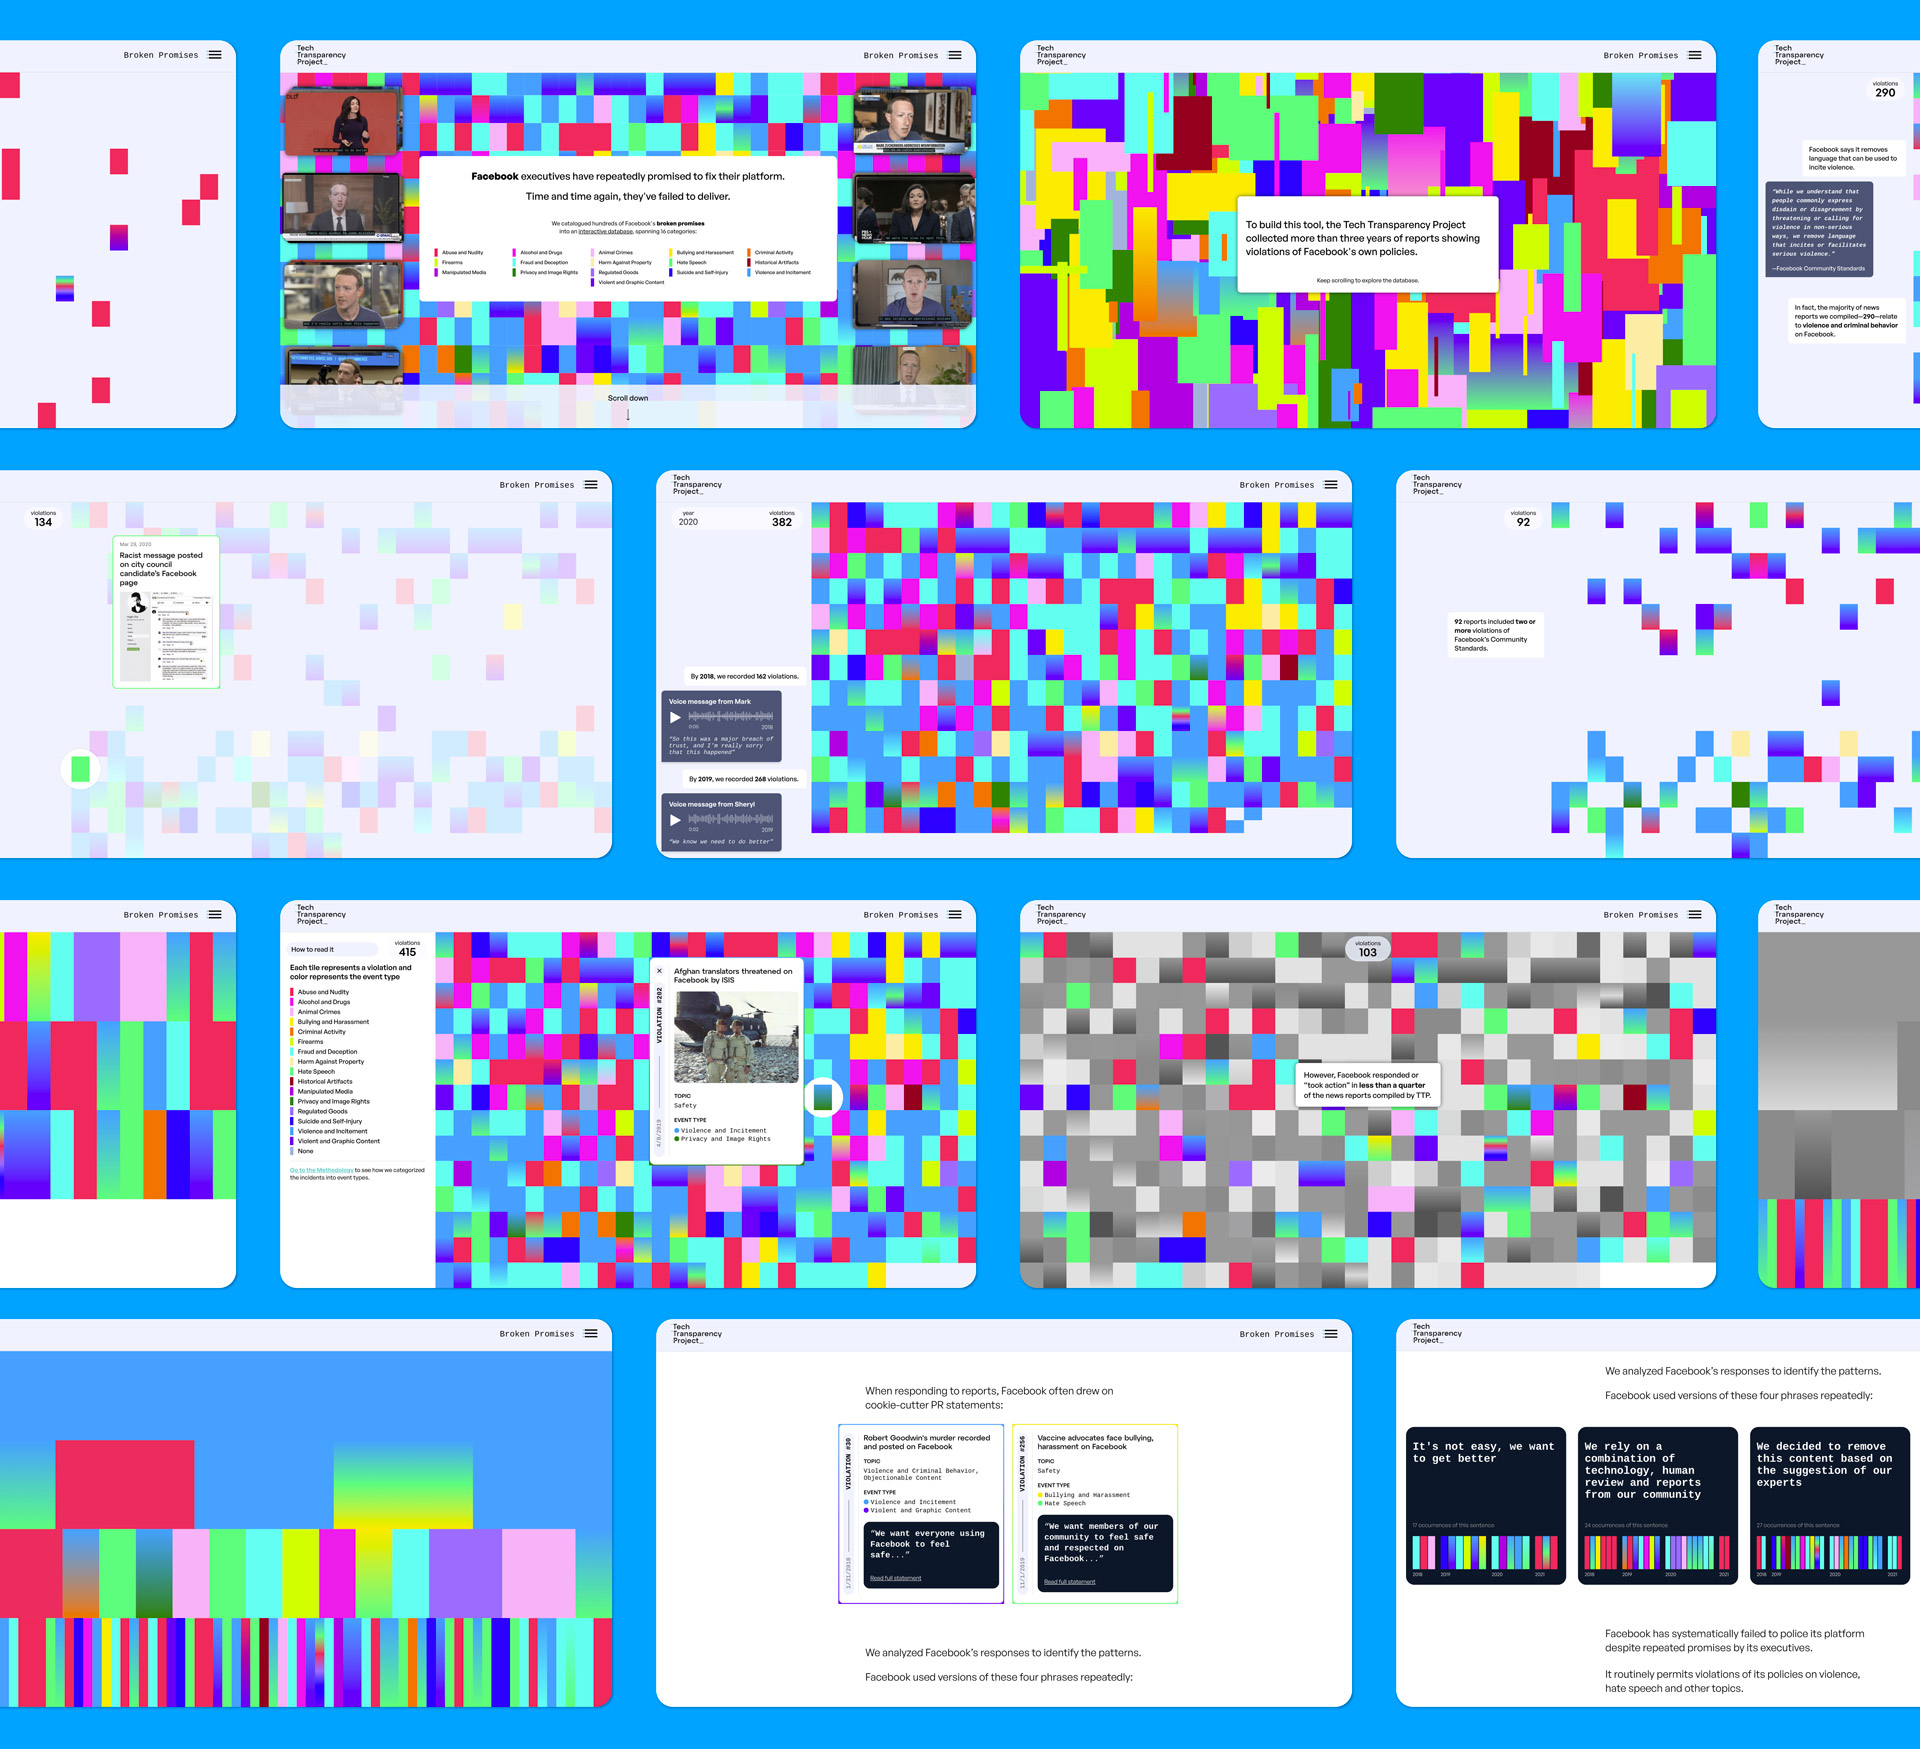 Broken Promises
Tech
Transparency
Project_
Broken Promises
Facebook executives have repeatedly promised to fix their platform.
Time and time again, they've failed to deliver.
We catalogued hundreds of Facebook's broken promises
into an interactive database, spanning 16 categories:
Abuse and Nudity
Alcohol and Drugs
Animal Crimes
Bullying and Harassment
Criminal Activity
Firearms
Fraud and Deception
Harm Against Property
Hate Speech
Historical Artifacts
Manipulated Media
Privacy and Image Rights
Regulated Goods
Suicide and Self-Injury
Violence and Incitement
Violent and Graphic Content
Scroll down
Tech
Transparency
Project_
Broken Promises
To build this tool, the Tech Transparency Project
collected more than three years of reports showing
violations of Facebook's own policies.
Keep scrolling to explore the database.
Tech
Transparency
Project_
violations
290
Facebook says it removes
language that can be used to
incite violence.
"While we understand that
people commonly express
disdain or disagreement by
threatening or calling for
violence in non-serious
ways, we remove language
that incites or facilitates
serious violence."
—Facebook Community Standards
In fact, the majority of news
reports we compiled—290—relate
to violence and criminal behavior
on Facebook.
Broken Promises
violations
134
Mar 29, 2020
Racist message posted
on city council
candidate's Facebook
page
Tech
Transparency
Project_
Broken Promises
year
2020
violations
382
By 2018, we recorded 162 violations.
Voice message from Mark
0:05
2018
"So this was a major breach of
trust, and I'm really sorry
that this happened"
By 2019, we recorded 268 violations.
Voice message from Sheryl
0:02
2019
"We know we need to do better"
violations
92
92 reports included two or
more violations of
Facebook's Community
Standards.
Broken Promises
Tech
Transparency
Project_
Broken Promises
How to read it
violations
415
Each tile represents a violation and
color represents the event type
Abuse and Nudity
Alcohol and Drugs
Animal Crimes
Bullying and Harassment
Criminal Activity
Firearms
Fraud and Deception
Harm Against Property
Hate Speech
Historical Artifacts
Manipulated Media
Privacy and Image Rights
Regulated Goods
Suicide and Self-Injury
Violence and Incitement
Violent and Graphic Content
None
Go to the Methodology to see how we categorized
the incidents into event types.
Afghan translators threatened on
Facebook by ISIS
VIOLATION #202
TOPIC
Safety
EVENT TYPE
Violence and Incitement
Privacy and Image Rights
Tech
Transparency
Project_
Broken Promises
violations
103
However, Facebook responded or
"took action" in less than a quarter
of the news reports compiled by TTP.
Tech
Transparency
Project_
Broken Promises
Tech
Transparency
Project_
Broken Promises
When responding to reports, Facebook often drew on
cookie-cutter PR statements:
VIOLATION #30
1/31/2018
Robert Goodwin's murder recorded
and posted on Facebook
TOPIC
Violence and Criminal Behavior,
Objectionable Content
EVENT TYPE
Violence and Incitement
Violent and Graphic Content
"We want everyone using
Facebook to feel
safe..."
Read full statement
VIOLATION #256
11/1/2019
Vaccine advocates face bullying,
harassment on Facebook
TOPIC
Safety
EVENT TYPE
Bullying and Harassment
Hate Speech
"We want members of our
community to feel safe
and respected on
Facebook..."
Read full statement
We analyzed Facebook's responses to identify the patterns.
Facebook used versions of these four phrases repeatedly:
Tech
Transparency
Project_
We analyzed Facebook's responses to identify the patterns.
Facebook used versions of these four phrases repeatedly:
It's not easy, we want
to get better
17 occurrences of this sentence
2018
2019
2020
2021
We rely on a
combination of
technology, human
review and reports
from our community
24 occurrences of this sentence
2018
2019
2020
2021
We decided to remove
this content based on
the suggestion of our
experts
27 occurrences of this sentence
2018
2019
2020
2021
Facebook has systematically failed to police its platform
despite repeated promises by its executives.
It routinely permits violations of its policies on violence,
hate speech and other topics.